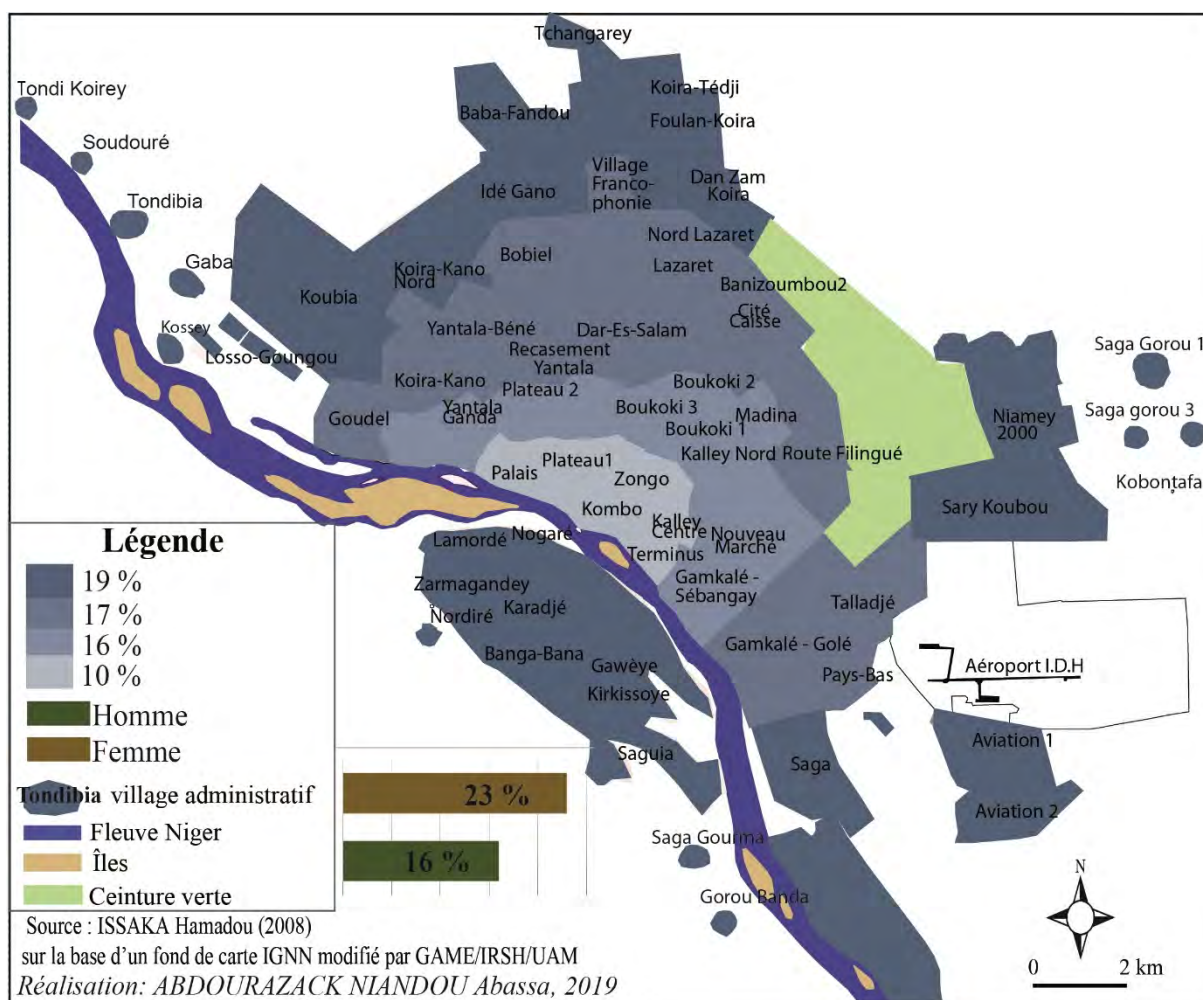 Tchangarey
Tondi Koirey
Koira-Tédji
Baba-Fandou
Foulan-Koira
Soudouré
Village
Franco-
phonie
Dan Zam
Koira
Idé Gano
Tondibia
Nord Lazaret
Bobiel
Gaba
Koira-Kano
Nord
Lazaret
Banizoumbou2
Koubia
Cité
Caisse
Kossey
Yantala-Béné
Dar-Es-Salam
Losso-Goungou
Recasement
Yantala
Saga Gorou 1
Koira-Kano
Plateau 2
Boukoki 2
Yantala
Ganda
Boukoki 3
Madina
Saga gorou 3
Goudel
Boukoki 1
Niamey
2000
Kalley Nord
Route Filingué
Plateau1
Palais
Zongo
Kobontafa
Kombo
Sary Koubou
Kalley
Centre
Nogaré
Lamordé
Nouveau
Marché
Terminus
Zarmagandey
Gamkalé -
Sébangay
Karadjé
Nordiré
Talladjé
Banga-Bana
Gamkalé - Golé
Gawèye
Aéroport I.D.H
Pays-Bas
Kirkissoye
Saguia
Saga
Aviation 1
Aviation 2
Saga Gourma
Gorou Banda
Légende
19 %
17 %
16 %
10 %
Homme
Femme
Tondibia village administratif
Fleuve Niger
Îles
Ceinture verte
23 %
16 %
N
0 2 km
Source : ISSAKA Hamadou (2008)
sur la base d'un fond de carte IGNN modifié par GAME/IRSH/UAM
Réalisation: ABDOURAZACK NIANDOU Abassa, 2019